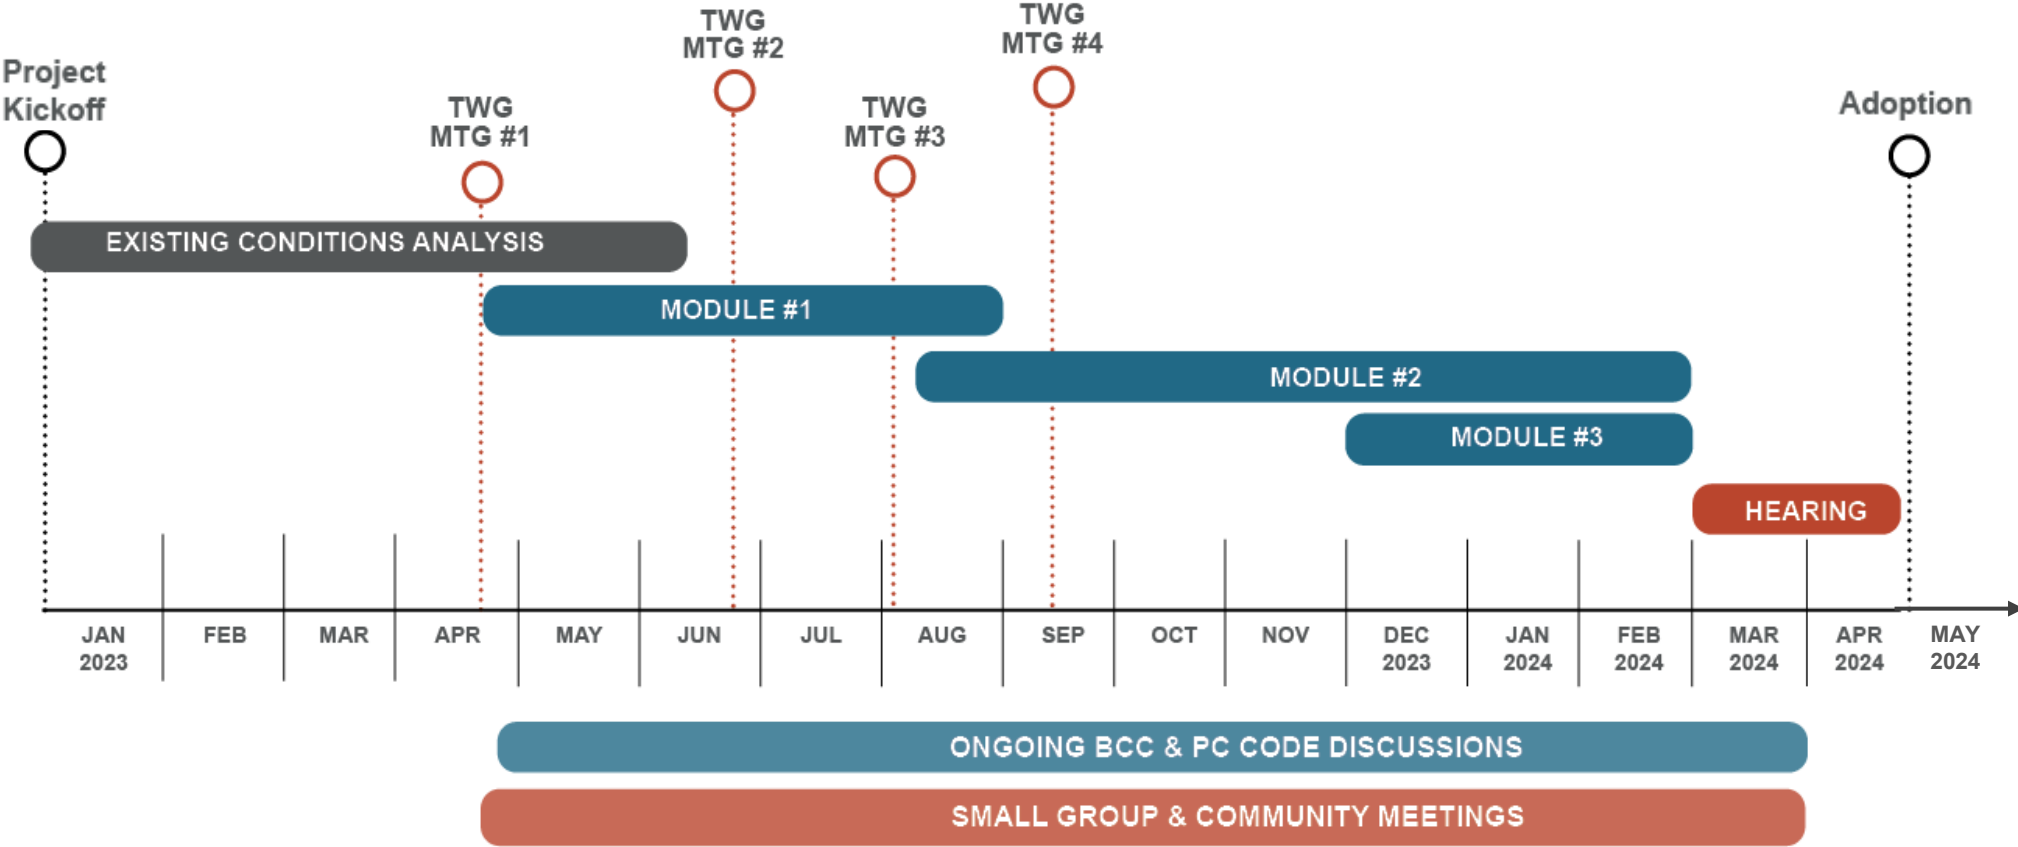 Project
Kickoff
TWG
MTG #1
TWG
MTG #2
TWG
MTG #3
TWG
MTG #4
Adoption
EXISTING CONDITIONS ANALYSIS
MODULE #1
MODULE #2
MODULE #3
HEARING
JAN
2023
FEB
MAR
APR
MAY
JUN
JUL
AUG
SEP
OCT
NOV
DEC
2023
JAN
2024
FEB
2024
MAR
2024
APR
2024
MAY
2024
ONGOING BCC & PC CODE DISCUSSIONS
SMALL GROUP & COMMUNITY MEETINGS